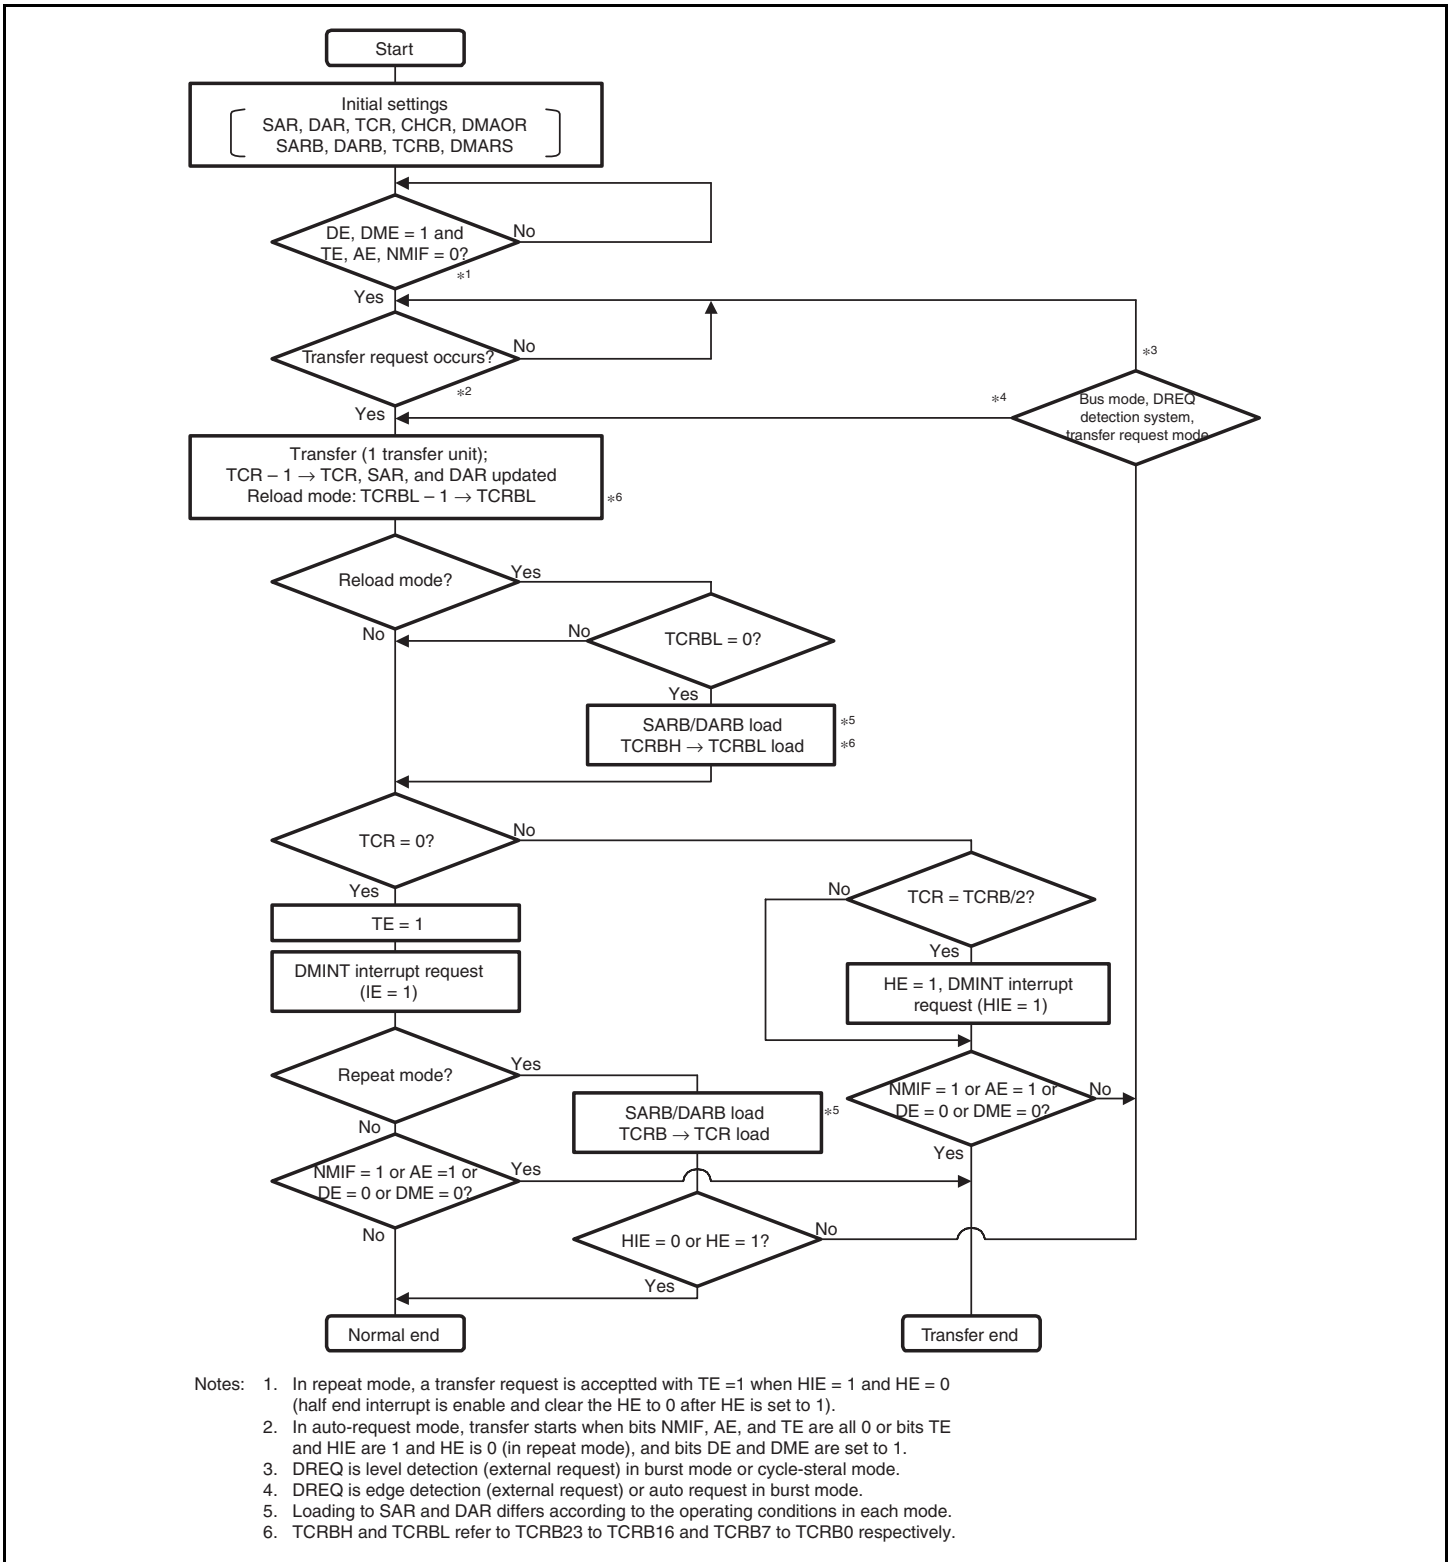 Start
Initial settings
SAR, DAR, TCR, CHCR, DMAOR
SARB, DARB, TCRB, DMARS
DE, DME = 1 and
TE, AE, NMIF = 0?
No
*1
Yes
Transfer request occurs?
No
*2
*3
Yes
*4
Bus mode, DREQ
detection system,
transfer request mode
Transfer (1 transfer unit);
TCR – 1 → TCR, SAR, and DAR updated
Reload mode: TCRBL – 1 → TCRBL
*6
Reload mode?
Yes
No
No
TCRBL = 0?
Yes
SARB/DARB load
*5
TCRBH → TCRBL load
*6
TCR = 0?
No
Yes
No
TCR = TCRB/2?
Yes
TE = 1
DMINT interrupt request
(IE = 1)
HE = 1, DMINT interrupt
request (HIE = 1)
Repeat mode?
Yes
No
SARB/DARB load
TCRB → TCR load
*5
NMIF = 1 or AE = 1 or
DE = 0 or DME = 0?
No
Yes
NMIF = 1 or AE =1 or
DE = 0 or DME = 0?
Yes
No
HIE = 0 or HE = 1?
No
Yes
Normal end
Transfer end
Notes: 1. In repeat mode, a transfer request is acceptted with TE =1 when HIE = 1 and HE = 0
(half end interrupt is enable and clear the HE to 0 after HE is set to 1).
2. In auto-request mode, transfer starts when bits NMIF, AE, and TE are all 0 or bits TE
and HIE are 1 and HE is 0 (in repeat mode), and bits DE and DME are set to 1.
3. DREQ is level detection (external request) in burst mode or cycle-steral mode.
4. DREQ is edge detection (external request) or auto request in burst mode.
5. Loading to SAR and DAR differs according to the operating conditions in each mode.
6. TCRBH and TCRBL refer to TCRB23 to TCRB16 and TCRB7 to TCRB0 respectively.